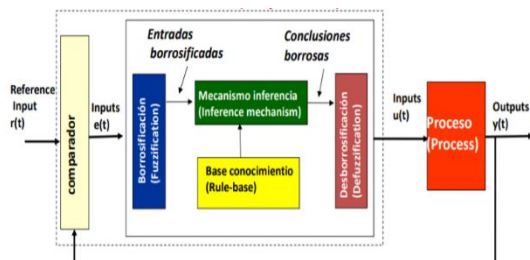 Entradas
borrosificadas
Conclusiones
borrosas
Reference
Input
r(t)
comparador
Inputs
e(t)
Borrosificación
(Fuzzification)
Mecanismo inferencia
(Inference mechanism)
Base conocimientio
(Rule-base)
Desborrosificación
(Defuzzification)
Inputs
u(t)
Proceso
(Process)
Outputs
y(t)